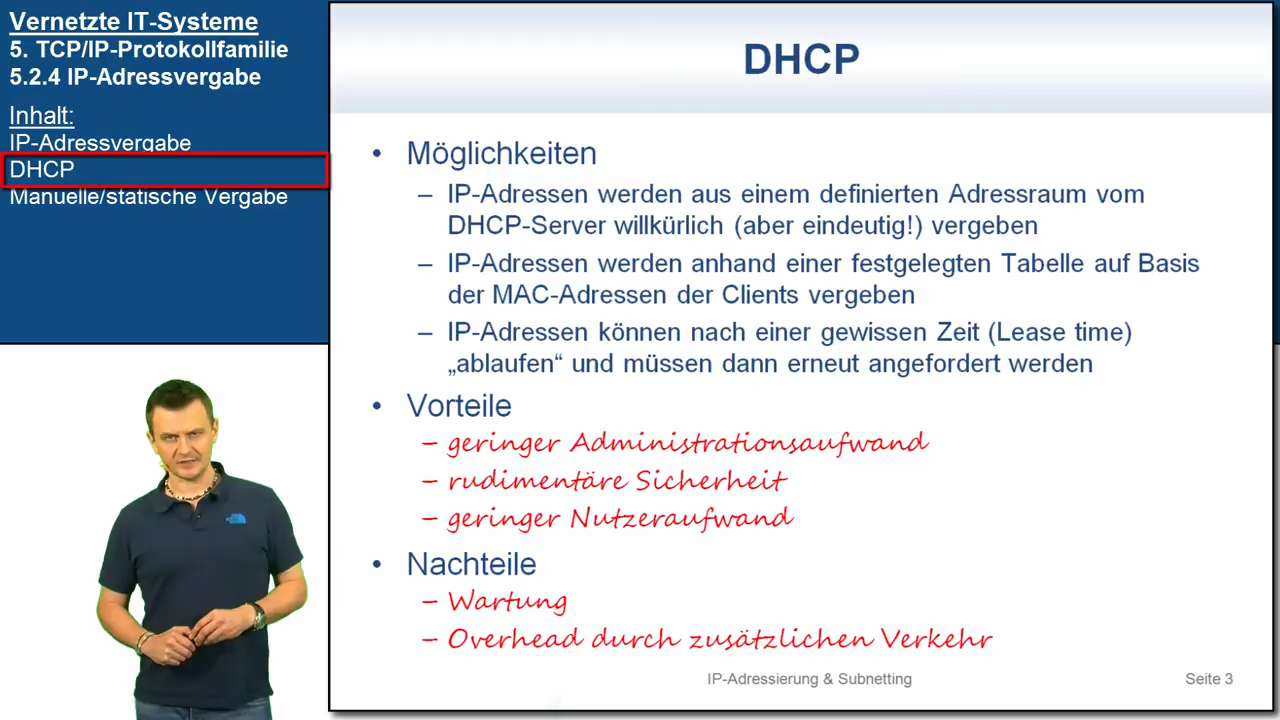 Vernetzte IT-Systeme
5. TCP/IP-Protokollfamilie
5.2.4 IP-Adressvergabe
Inhalt:
IP-Adressvergabe
DHCP
Manuelle/statische Vergabe
DHCP
• Möglichkeiten
– IP-Adressen werden aus einem definierten Adressraum vom
DHCP-Server willkürlich (aber eindeutig!) vergeben
– IP-Adressen werden anhand einer festgelegten Tabelle auf Basis
der MAC-Adressen der Clients vergeben
– IP-Adressen können nach einer gewissen Zeit (Lease time)
„ablaufen“ und müssen dann erneut angefordert werden
• Vorteile
– geringer Administrationsaufwand
– rudimentäre Sicherheit
– geringer Nutzeraufwand
• Nachteile
– Wartung
– Overhead durch zusätzlichen Verkehr
IP-Adressierung & Subnetting
Seite 3